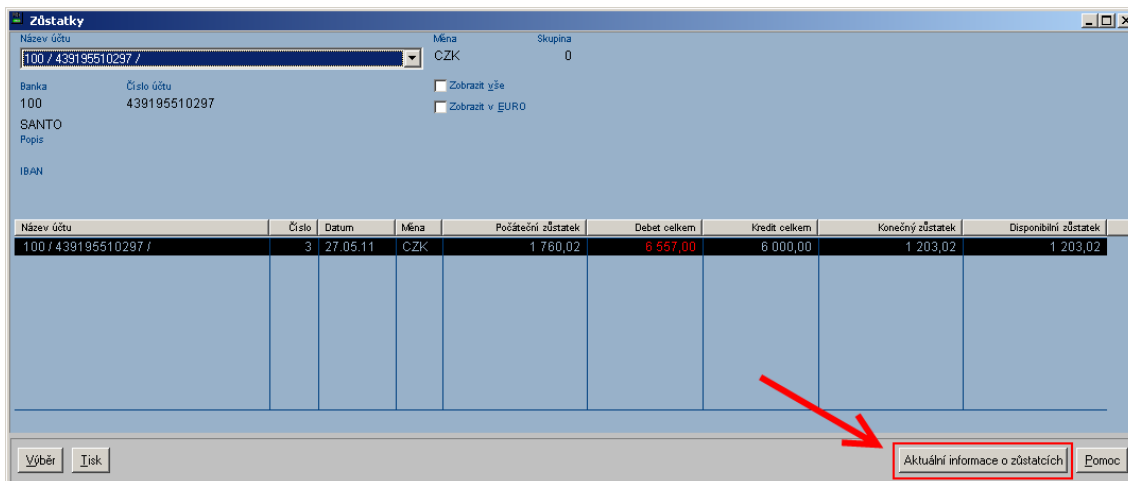 Zůstatky
Název účtu Měna Skupina
100 / 439195510297 / CZK 0
Banka Číslo účtu Zobrazit vše
100 439195510297 Zobrazit v EURO
SANTO
Popis
IBAN
Název účtu Číslo Datum Měna Počáteční zůstatek Debet celkem Kredit celkem Konečný zůstatek Disponibilní zůstatek
100 / 439195510297 / 3 27.05.11 CZK 1 760,02 6 557,00 6 000,00 1 203,02 1 203,02
Výběr Tisk Aktuální informace o zůstatcích Pomoc